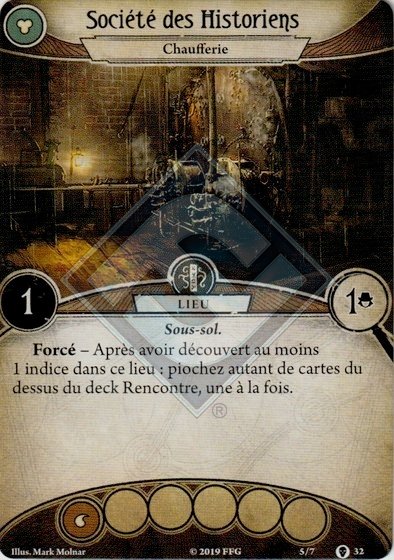 Société des Historiens
Chaufferie
1
1
LIEU
Sous-sol.
Forcé – Après avoir découvert au moins
1 indice dans ce lieu : piochez autant de cartes du
dessus du deck Rencontre, une à la fois.
®
Illus. Mark Molnar
© 2019 FFG
5/7
32